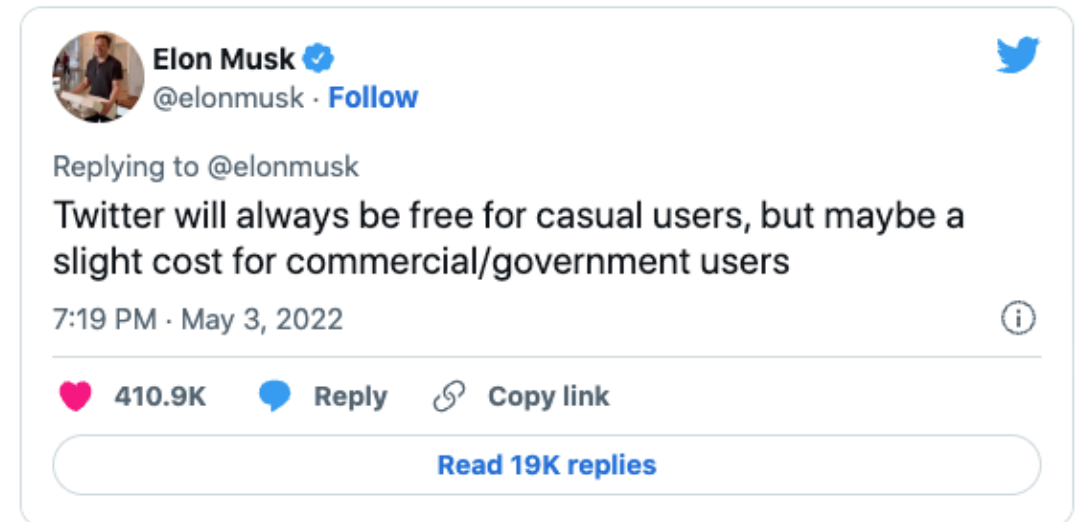 Elon Musk
@elonmusk · Follow
Replying to @elonmusk
Twitter will always be free for casual users, but maybe a
slight cost for commercial/government users
7:19 PM · May 3, 2022
410.9K Reply Copy link
Read 19K replies